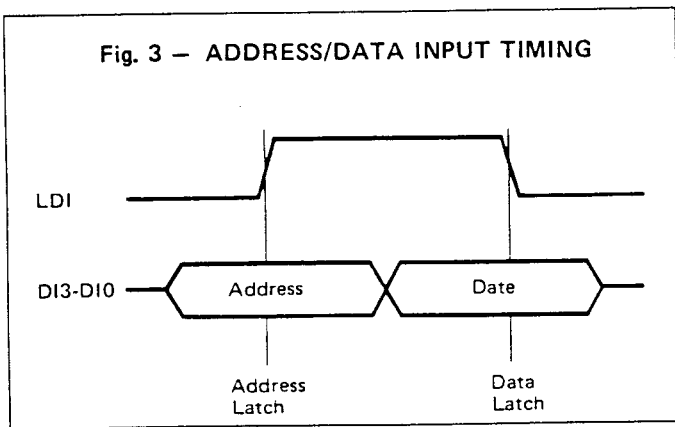 Fig. 3 — ADDRESS/DATA INPUT TIMING
LDI
DI3-DI0
Address
Date
Address
Latch
Data
Latch